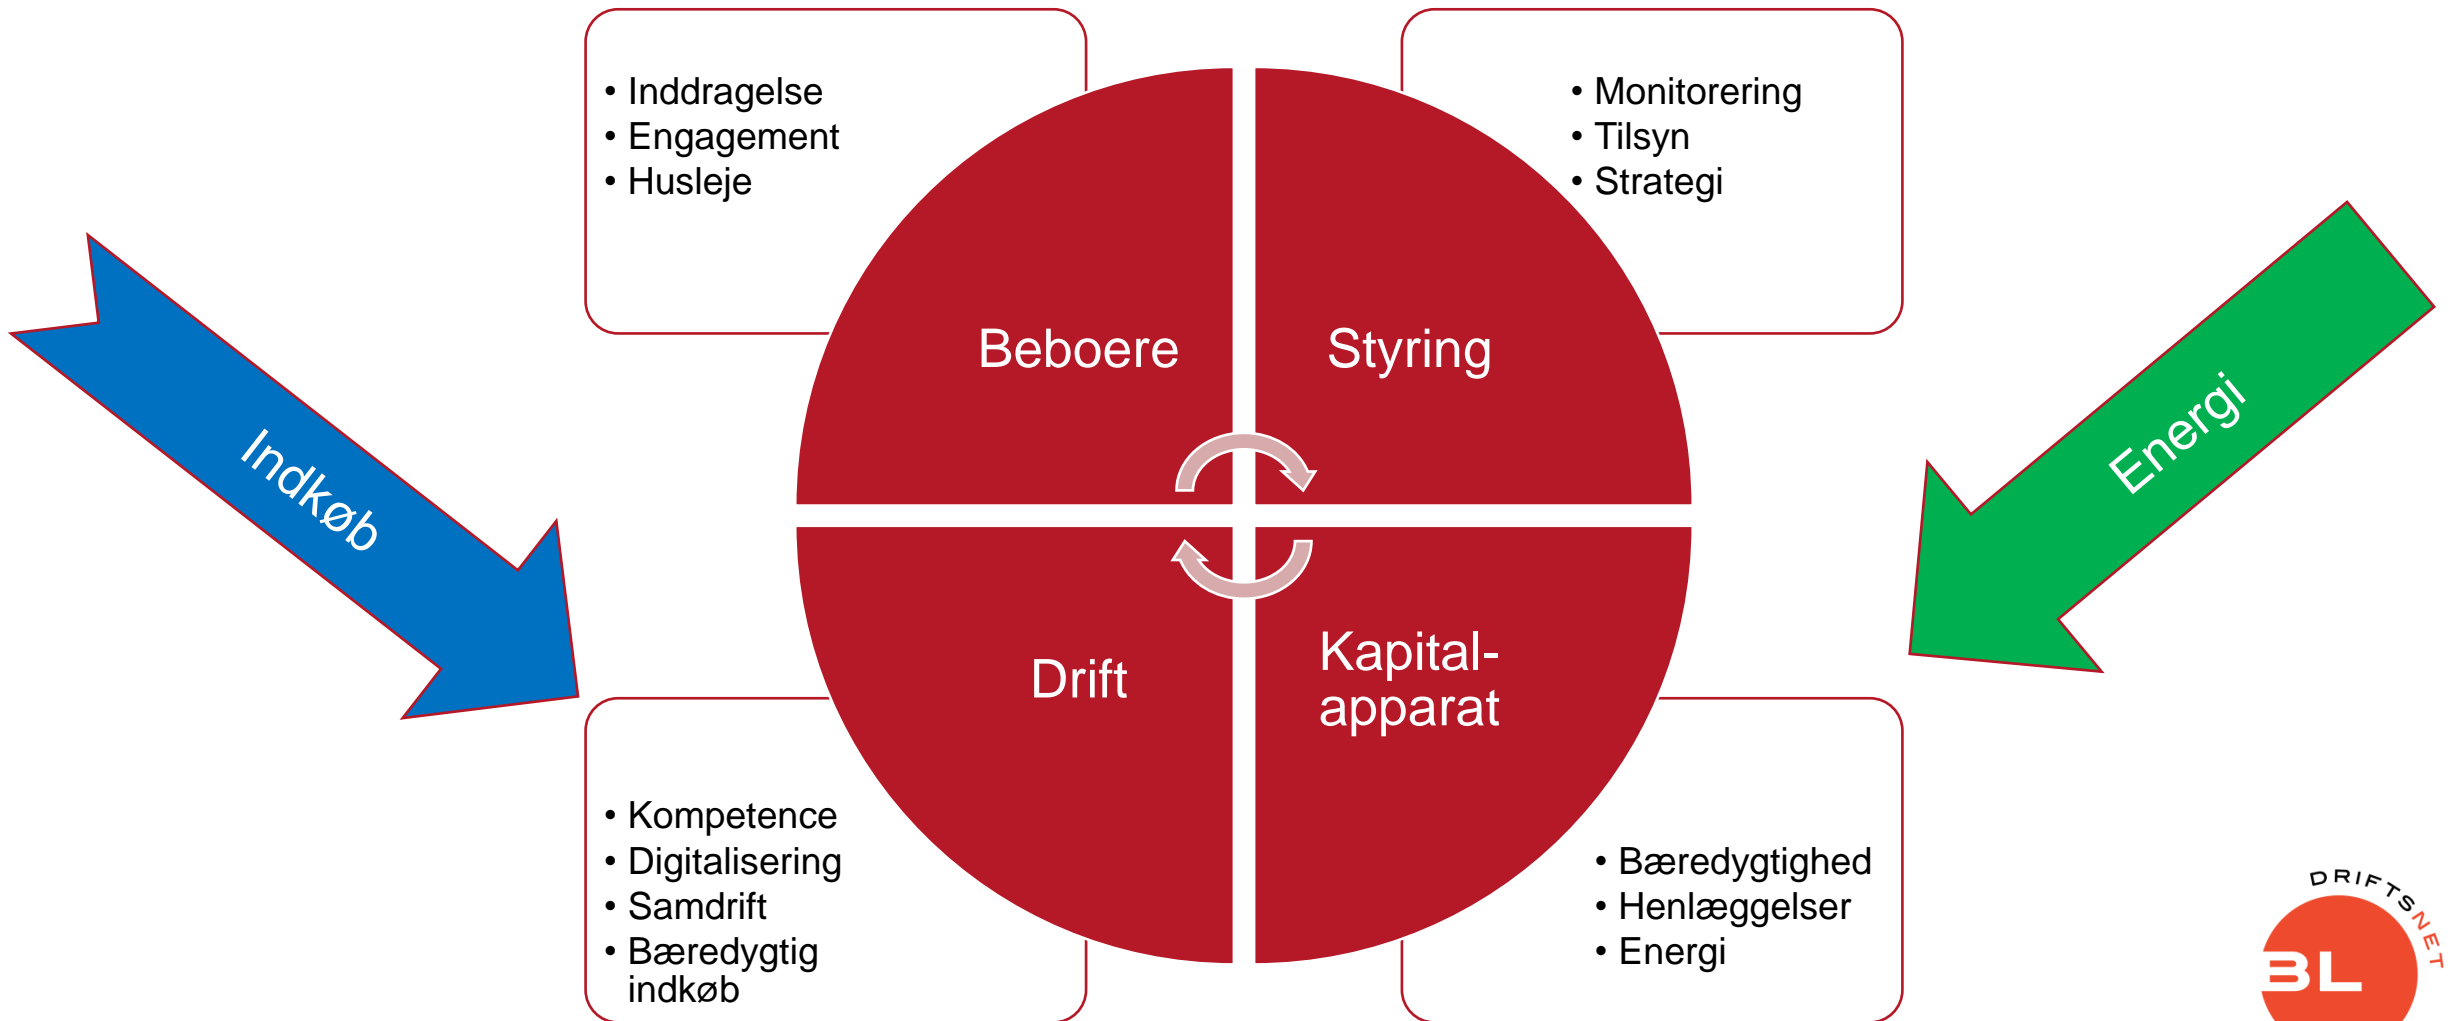 • Inddragelse
• Engagement
• Husleje
• Monitorering
• Tilsyn
• Strategi
Beboere
Styring
Indkøb
Energi
Drift
Kapital-
apparat
• Kompetence
• Digitalisering
• Samdrift
• Bæredygtig
indkøb
• Bæredygtighed
• Henlæggelser
• Energi
DRIFTSNET
BL